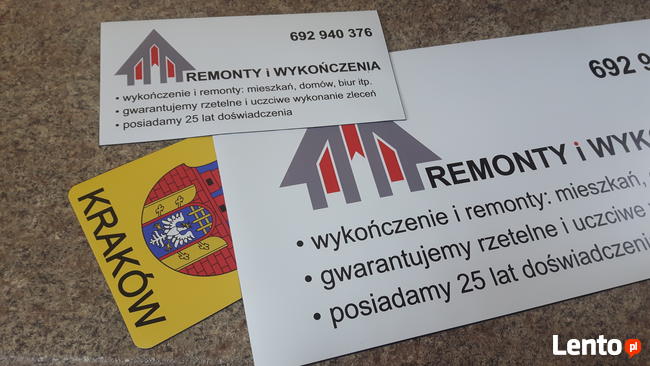 692 940 376
REMONTY i WYKOŃCZENIA
• wykończenie i remonty: mieszkań, domów, biur itp.
• gwarantujemy rzetelne i uczciwe wykonanie zleceń
• posiadamy 25 lat doświadczenia
KRAKÓW
692 9
REMONTY i WYK
• wykończenie i remonty: mieszkań,
• gwarantujemy rzetelne i uczciwe
• posiadamy 25 lat doświadczeni
Lento.pl